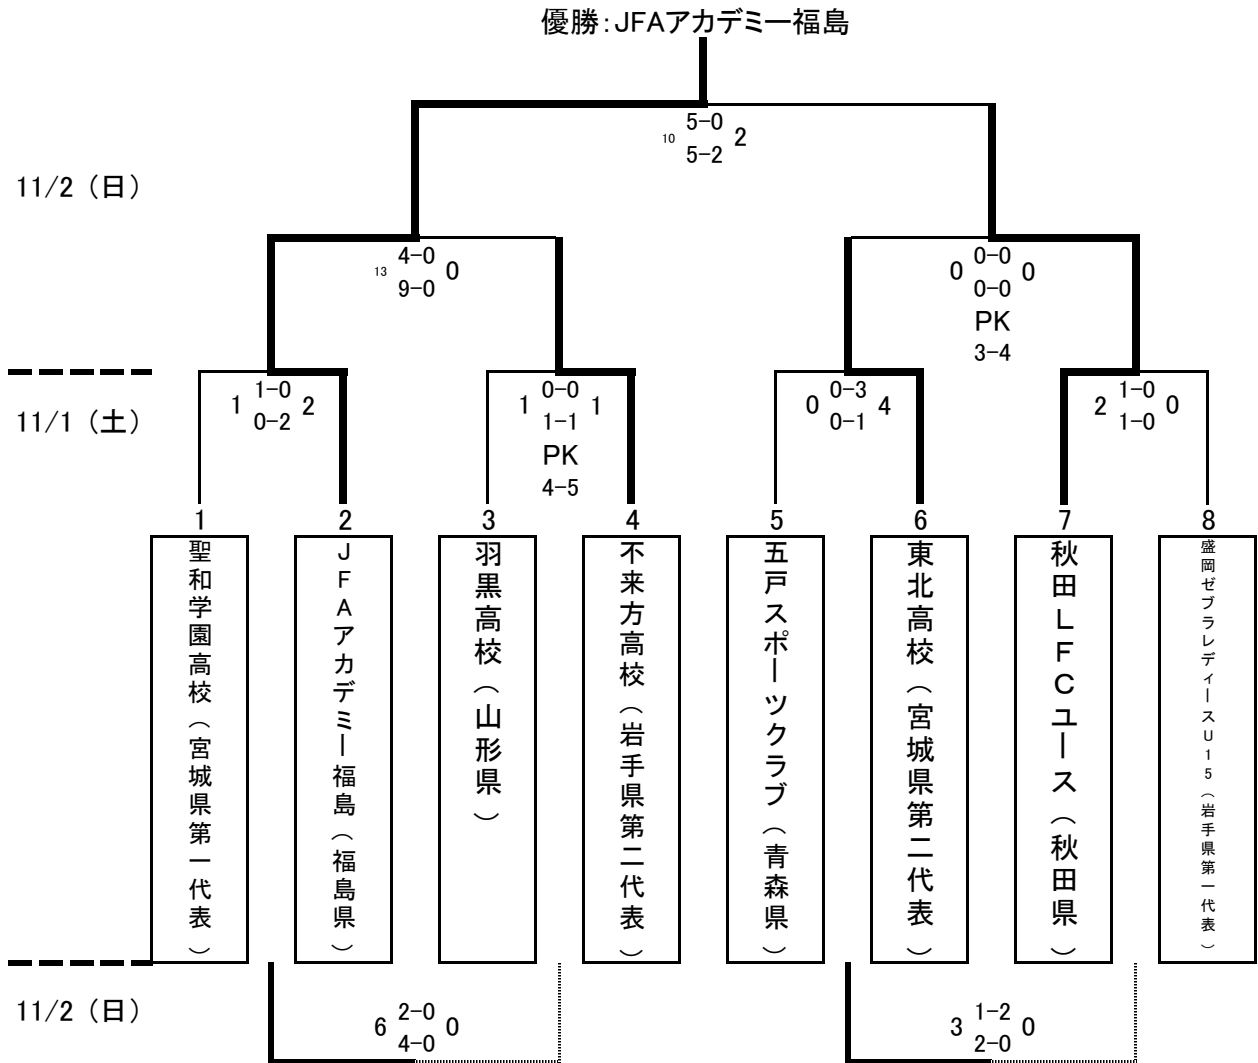 優勝：JFAアカデミー福島
5-0
10 2
5-2
11/2（日）
4-0
13 0
9-0
0-0
0 0
0-0
PK
3-4
1-0
1 2
0-2
0-0
1 1
1-1
PK
4-5
0-3
0 4
0-1
1-0
2 0
1-0
11/1（土）
1 2 3 4 5 6 7 8
聖和学園高校（宮城県第一代表）
JFAアカデミー福島（福島県）
羽黒高校（山形県）
不来方高校（岩手県第二代表）
五戸スポーツクラブ（青森県）
東北高校（宮城県第二代表）
秋田LFCユース（秋田県）
盛岡ゼブラレディースU15（岩手県第一代表）
11/2（日）
2-0
6 0
4-0
1-2
3 0
2-0